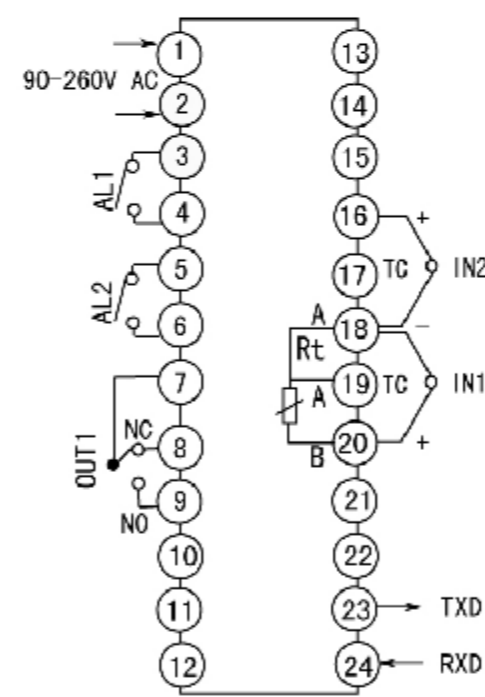 1
13
90-260V AC
2
14
3
15
AL1
4
16
+
5
17
TC
IN2
AL2
6
A
18
-
Rt
7
19
TC
IN1
A
NC
8
20
+
B
OUT1
9
21
NO
10
22
11
23
TXD
12
24
RXD